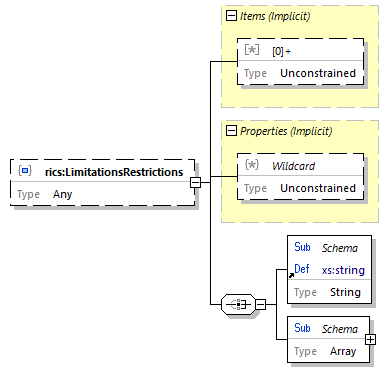 Items (Implicit)
[0]+
Type Unconstrained
Properties (Implicit)
Wildcard
Type Unconstrained
rics:LimitationsRestrictions
Type Any
Sub Schema
Def xs:string
Type String
Sub Schema
Type Array